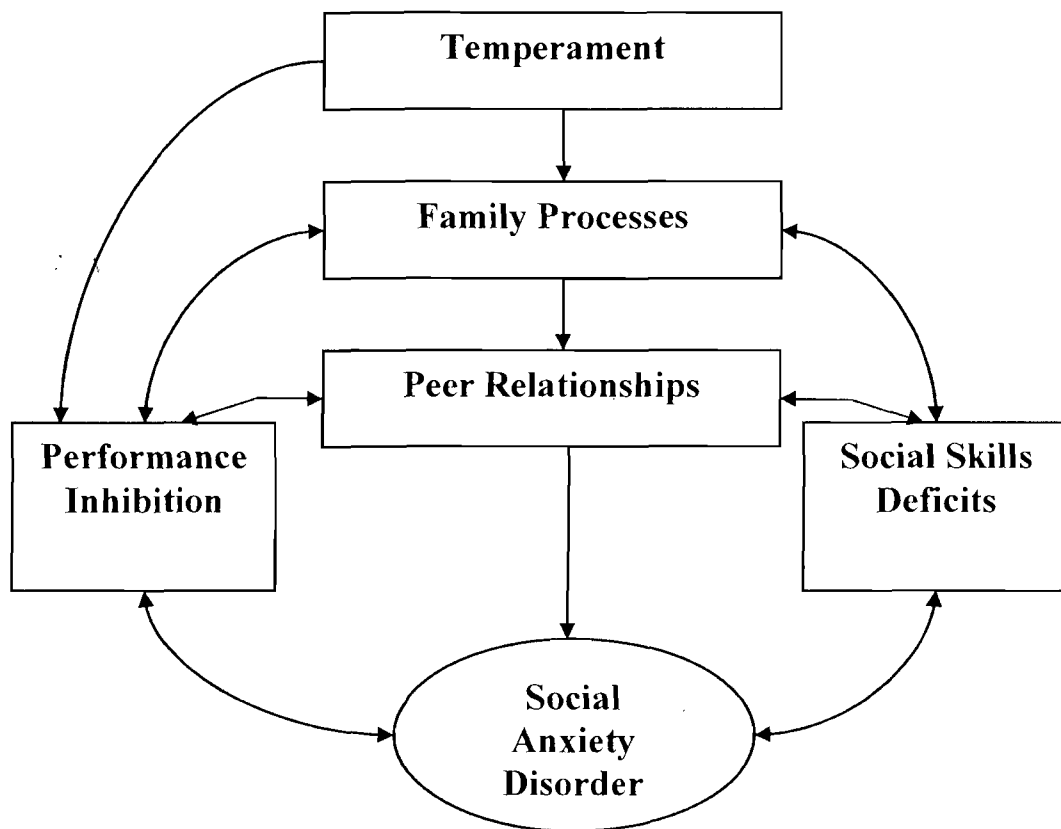 Temperament
Family Processes
Peer Relationships
Performance
Inhibition
Social Skills
Deficits
Social
Anxiety
Disorder